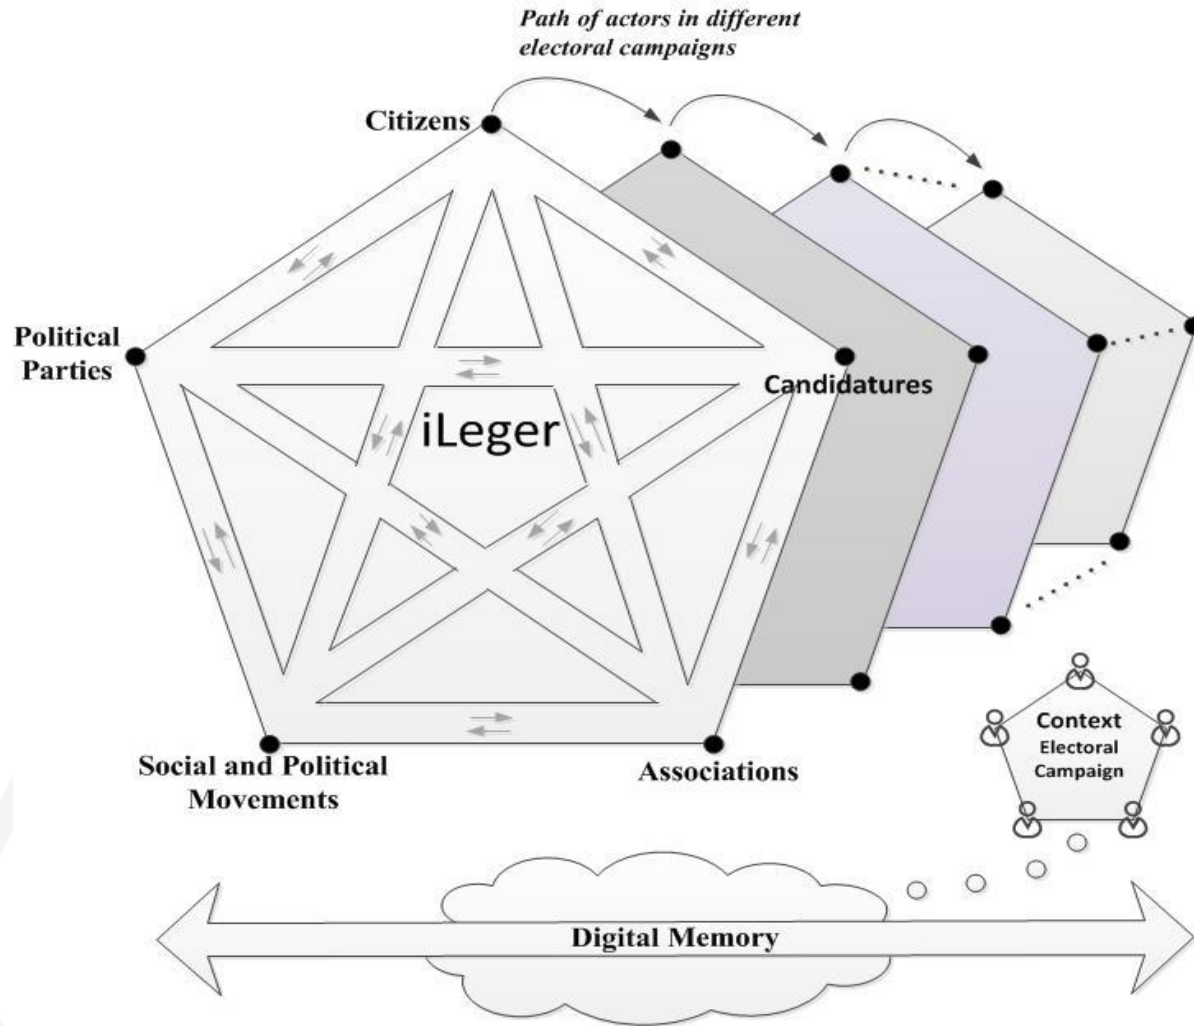 Path of actors in different
electoral campaigns
Citizens
Political
Parties
Candidatures
iLeger
Social and Political
Movements
Associations
Context
Electoral
Campaign
Digital Memory